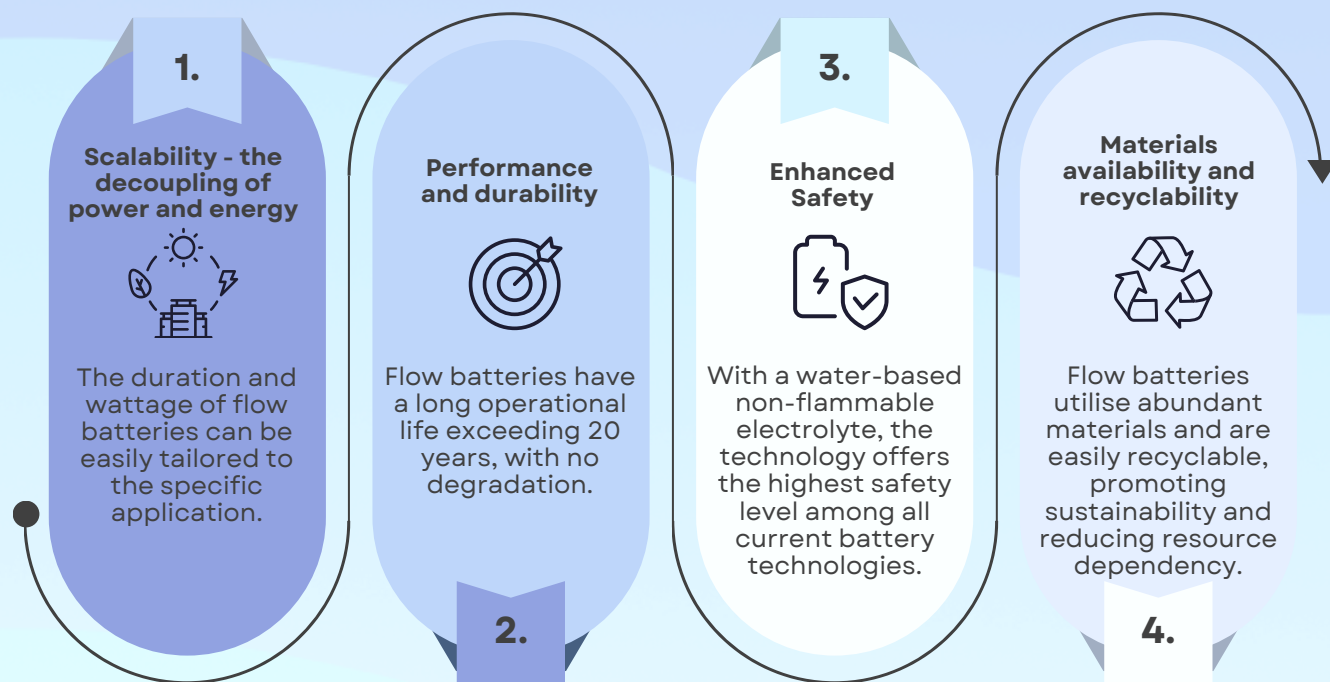 1.
Scalability - the
decoupling of
power and energy
The duration and
wattage of flow
batteries can be
easily tailored to
the specific
application.
Performance
and durability
Flow batteries have
a long operational
life exceeding 20
years, with no
degradation.
2.
3.
Enhanced
Safety
With a water-based
non-flammable
electrolyte, the
technology offers
the highest safety
level among all
current battery
technologies.
Materials
availability and
recyclability
Flow batteries
utilise abundant
materials and are
easily recyclable,
promoting
sustainability and
reducing resource
dependency.
4.